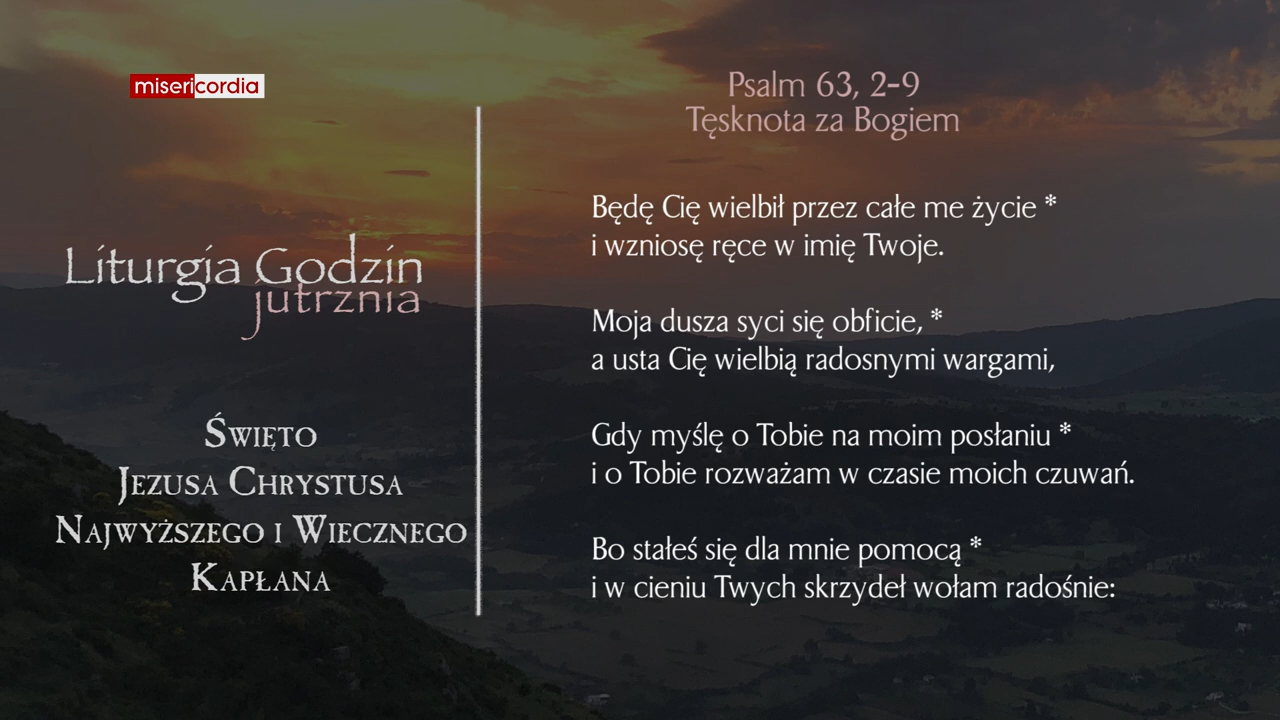 misericordia
Liturgia Godzin
jutrznia
Święto
Jezusa Chrystusa
Najwyższego i Wiecznego
Kapłana
Psalm 63, 2-9
Tęsknota za Bogiem
Będę Cię wielbił przez całe me życie *
i wzniosę ręce w imię Twoje.
Moja dusza syci się obficie, *
a usta Cię wielbią radosnymi wargami,
Gdy myślę o Tobie na moim posłaniu *
i o Tobie rozważam w czasie moich czuwań.
Bo stałeś się dla mnie pomocą *
i w cieniu Twych skrzydeł wołam radośnie: